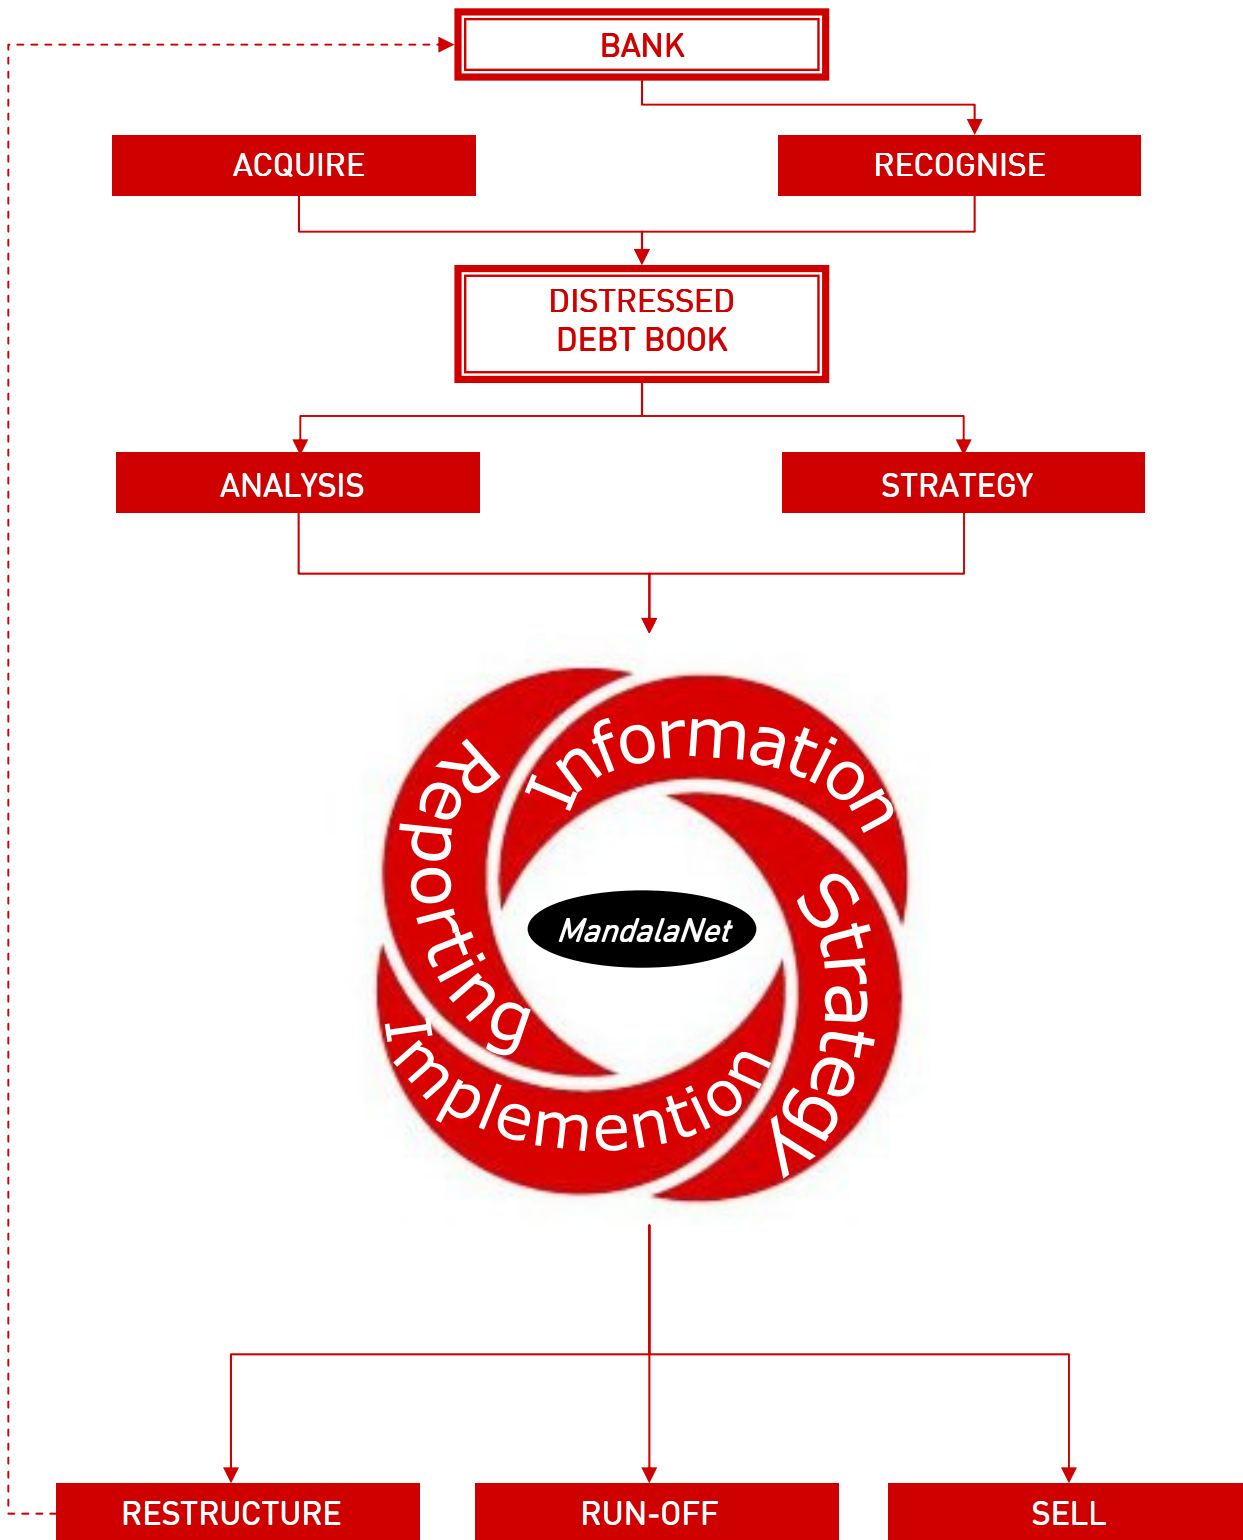 BANK
ACQUIRE
RECOGNISE
DISTRESSED
DEBT BOOK
ANALYSIS
STRATEGY
Information
Reporting
MandalaNet
Strategy
Implemention
RESTRUCTURE
RUN-OFF
SELL